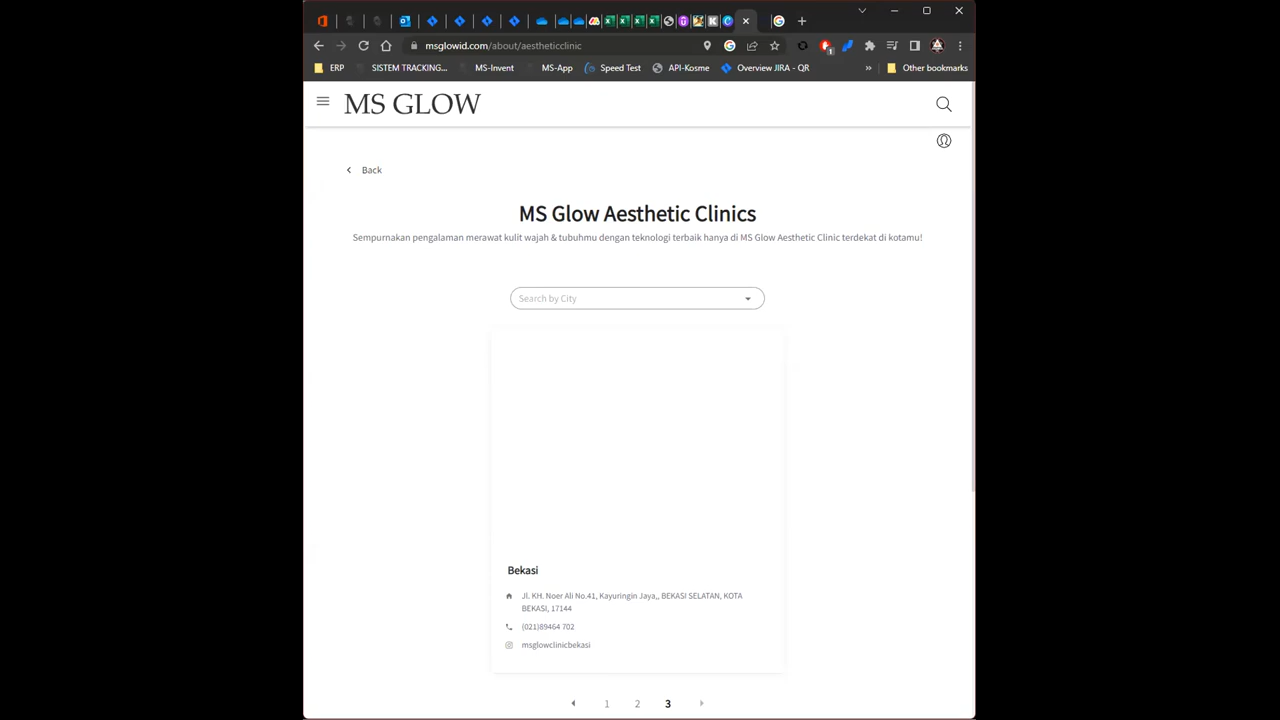 msglowid.com/about/aestheticclinic
1
ERP
SISTEM TRACKING...
MS-Invent
MS-App
Speed Test
API-Kosme
Overview JIRA - QR
»
Other bookmarks
MS GLOW
Back
MS Glow Aesthetic Clinics
Sempurnakan pengalaman merawat kulit wajah & tubuhmu dengan teknologi terbaik hanya di MS Glow Aesthetic Clinic terdekat di kotamu!
Search by City
Bekasi
Jl. KH. Noer Ali No.41, Kayuringin Jaya,, BEKASI SELATAN, KOTA
BEKASI, 17144
(021)89464 702
msglowclinicbekasi
1 2 3